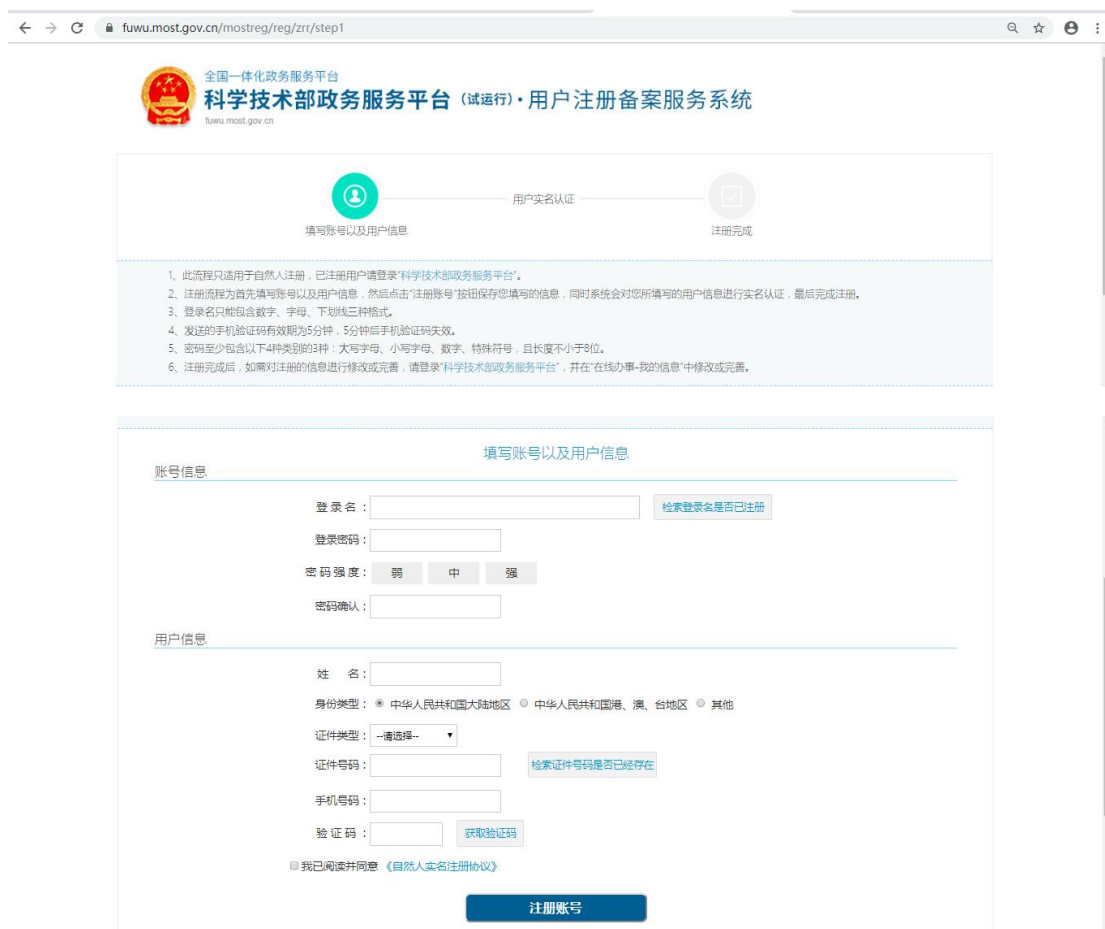 fuwu.most.gov.cn/mostreg/reg/zrr/step1
全国一体化政务服务平台
科学技术部政务服务平台（试运行）·用户注册备案服务系统
fuwu.most.gov.cn
用户实名认证
填写账号以及用户信息 注册完成
1、此流程只适用于自然人注册，已注册用户请登录“科学技术部政务服务平台”。
2、注册流程为首先填写账号以及用户信息，然后点击“注册账号”按钮保存您填写的信息，同时系统会对您所填写的用户信息进行实名认证，最后完成注册。
3、登录名只能包含数字、字母、下划线三种格式。
4、发送的手机验证码有效期为5分钟，5分钟后手机验证码失效。
5、密码至少包含以下4种类别的3种：大写字母、小写字母、数字、特殊符号，且长度不小于8位。
6、注册完成后，如需对注册的信息进行修改或完善，请登录“科学技术部政务服务平台”，并在“在线办事-我的信息”中修改或完善。
填写账号以及用户信息
账号信息
登录名： 检索登录名是否已注册
登录密码：
密码强度： 弱 中 强
密码确认：
用户信息
姓 名：
身份类型： 中华人民共和国大陆地区 中华人民共和国港、澳、台地区 其他
证件类型： --请选择--
证件号码： 检索证件号码是否已经存在
手机号码：
验证码： 获取验证码
我已阅读并同意《自然人实名注册协议》
注册账号